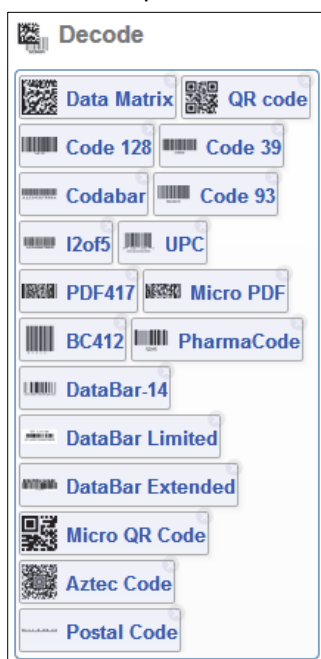 Decode
Data Matrix QR code
Code 128 Code 39
Codabar Code 93
I2of5 UPC
PDF417 Micro PDF
BC412 PharmaCode
DataBar-14
DataBar Limited
DataBar Extended
Micro QR Code
Aztec Code
Postal Code